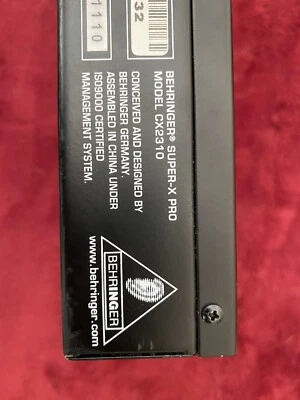 1110
32
BEHRINGER® SUPER-X PRO
MODEL CX2310
CONCEIVED AND DESIGNED BY
BEHRINGER GERMANY.
ASSEMBLED IN CHINA UNDER
ISO9000 CERTIFIED
MANAGEMENT SYSTEM.
www.behringer.com
BEHRINGER